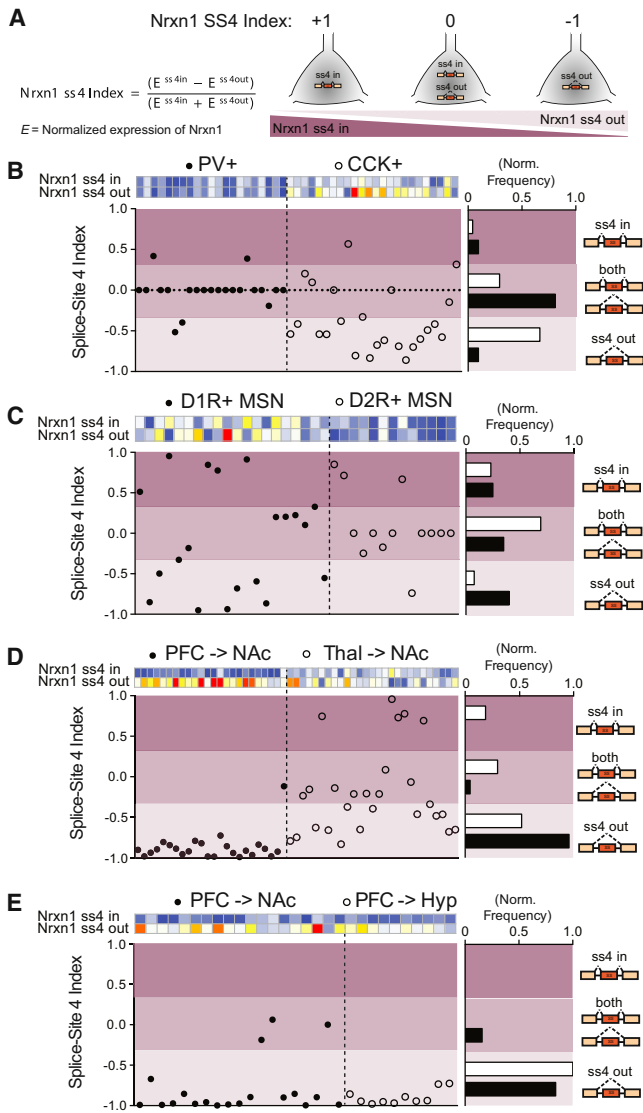 A
Nrxn1 SS4 Index: +1 0 -1
Nrxn1 ss4 Index = (E ss 4in − E ss4out) / (E ss 4in + E ss4out)
E = Normalized expression of Nrxn1
ss4 in
ss4 in
ss4 out
ss4 out
Nrxn1 ss4 in
Nrxn1 ss4 out
B
PV+ CCK+
Nrxn1 ss4 in
Nrxn1 ss4 out
(Norm. Frequency)
0 0.5 1.0
Splice-Site 4 Index
1.0
0.5
0.0
-0.5
-1.0
ss4 in
both
ss4 out
C
D1R+ MSN D2R+ MSN
Nrxn1 ss4 in
Nrxn1 ss4 out
(Norm. Frequency)
0 0.5 1.0
Splice-Site 4 Index
1.0
0.5
0.0
-0.5
-1.0
ss4 in
both
ss4 out
D
PFC -> NAc Thal -> NAc
Nrxn1 ss4 in
Nrxn1 ss4 out
(Norm. Frequency)
0 0.5 1.0
Splice-Site 4 Index
1.0
0.5
0.0
-0.5
-1.0
ss4 in
both
ss4 out
E
PFC -> NAc PFC -> Hyp
Nrxn1 ss4 in
Nrxn1 ss4 out
(Norm. Frequency)
0 0.5 1.0
Splice-Site 4 Index
1.0
0.5
0.0
-0.5
-1.0
ss4 in
both
ss4 out